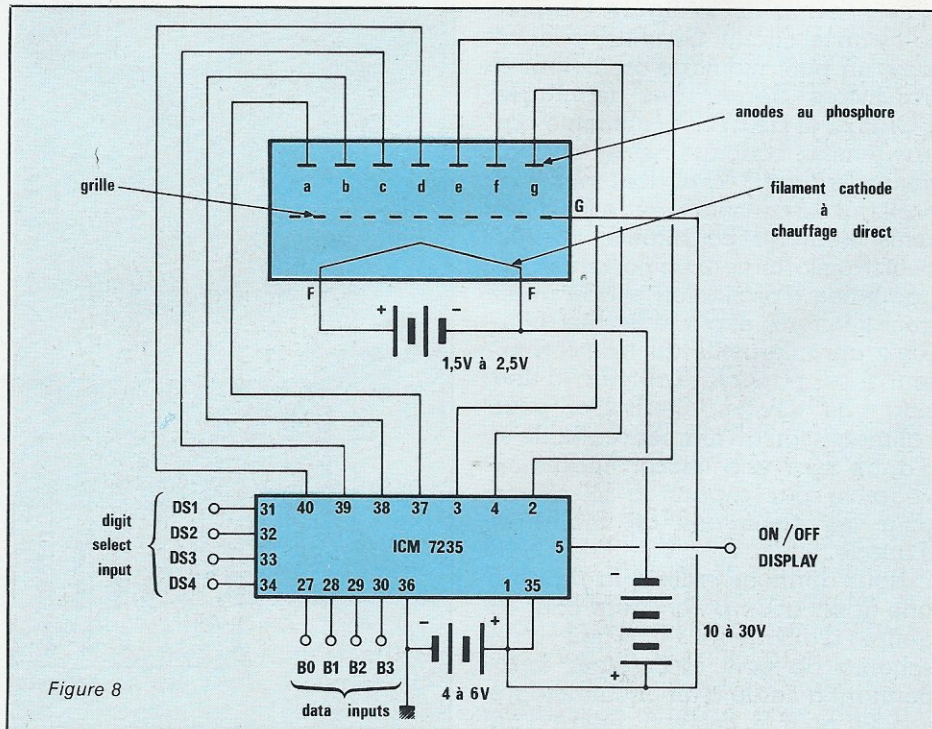 anodes au phosphore
grille
a b c d e f g
G
filament cathode
à
chauffage direct
F F
+ −
1,5V à 2,5V
DS1 31 40 39 38 37 3 4 2
digit DS2 32
select DS3 33
input DS4 34
ICM 7235
5
ON/OFF
DISPLAY
27 28 29 30 36 1 35
B0 B1 B2 B3
data inputs
− +
4 à 6V
−
10 à 30V
+
Figure 8